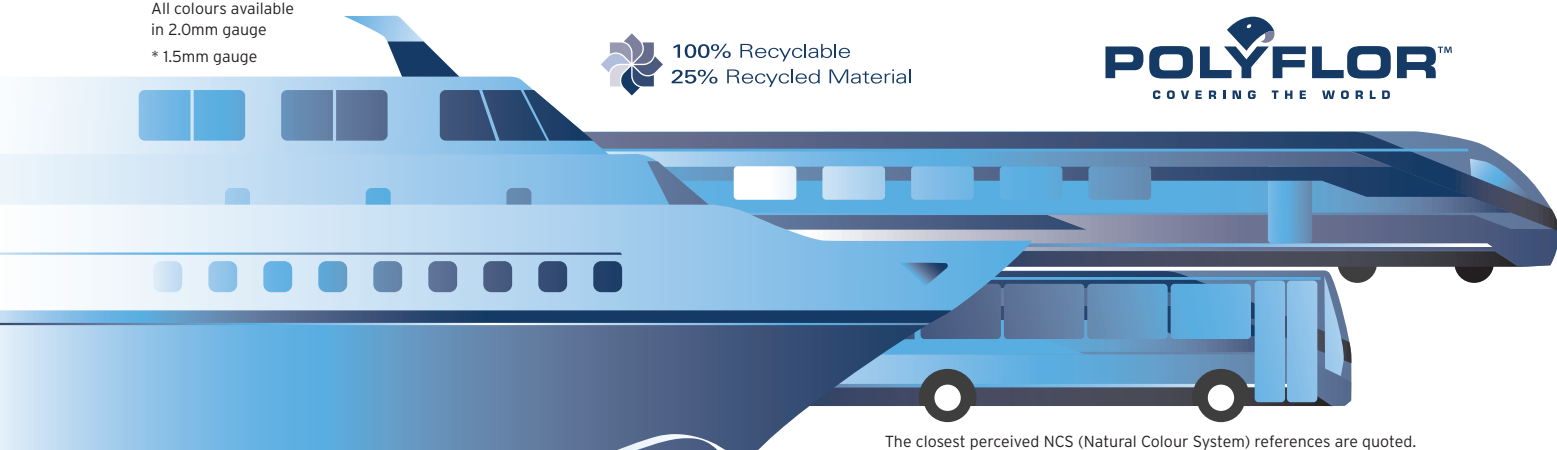 All colours available
in 2.0mm gauge
* 1.5mm gauge
100% Recyclable
25% Recycled Material
POLYFLOR™
COVERING THE WORLD
The closest perceived NCS (Natural Colour System) references are quoted.